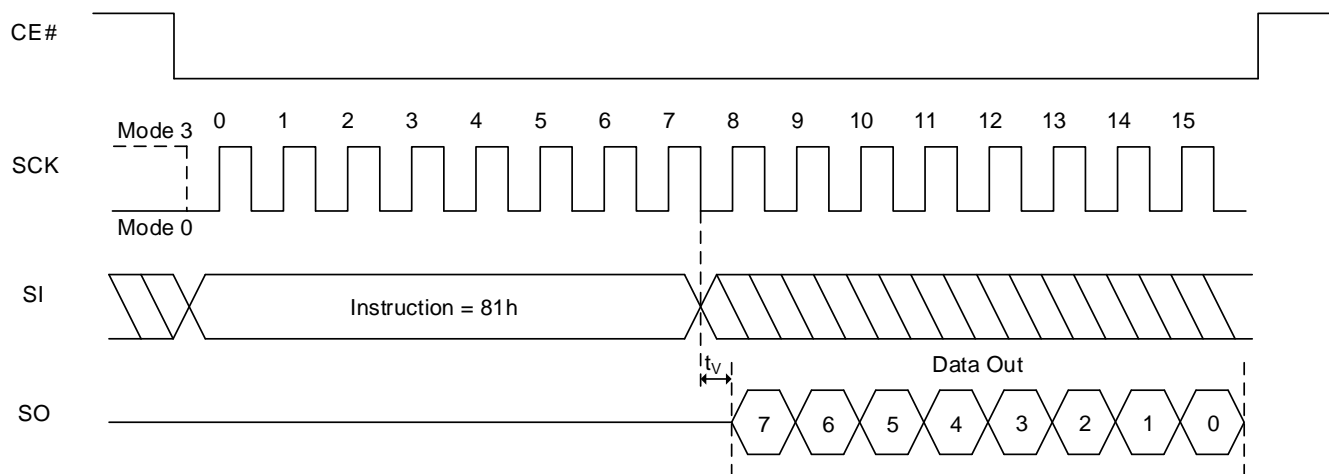 CE#
0 1 2 3 4 5 6 7 8 9 10 11 12 13 14 15
Mode 3
SCK
Mode 0
SI
Instruction = 81h
tV
Data Out
SO
7 6 5 4 3 2 1 0